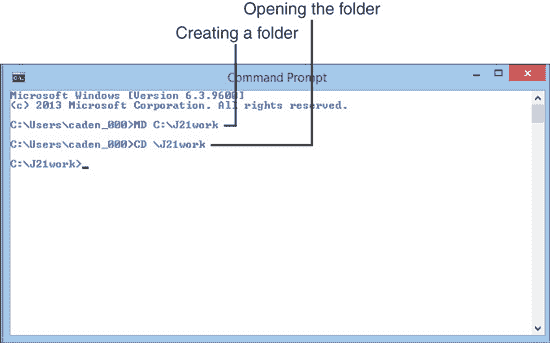 Opening the folder
Creating a folder
Command Prompt
Microsoft Windows [Version 6.3.9600]
(c) 2013 Microsoft Corporation. All rights reserved.
C:\Users\caden_000>MD C:\J21work
C:\Users\caden_000>CD \J21work
C:\J21work>_